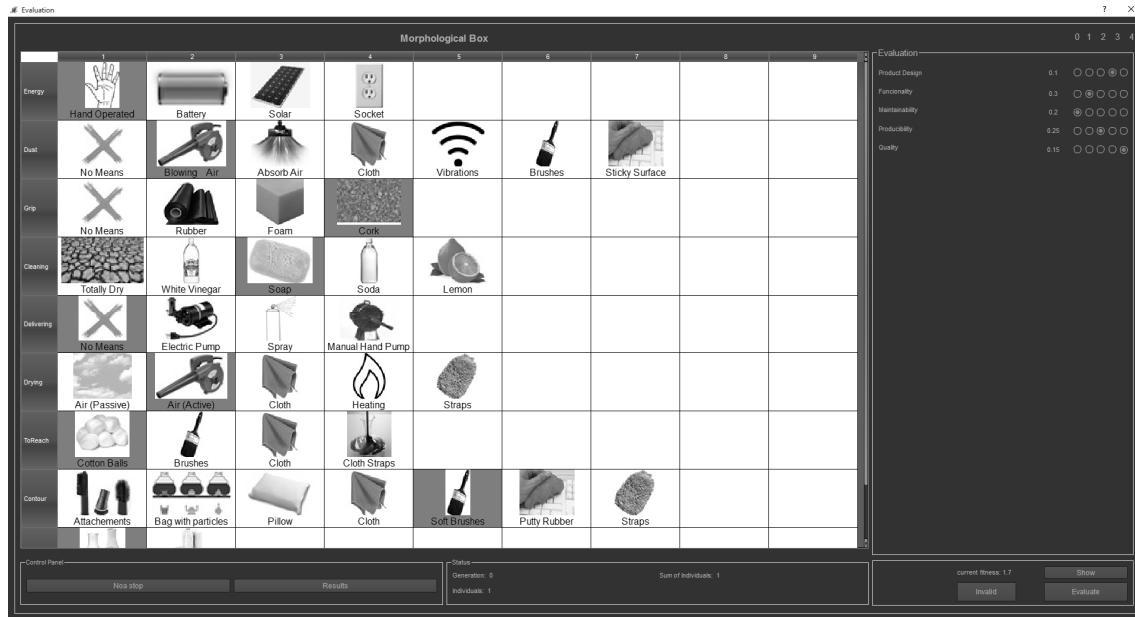 Evaluation
?
Morphological Box
0 1 2 3 4
1 2 3 4 5 6 7 8 9
Energy
Hand Operated Battery Solar Socket
Dust
No Means Blowing Air Absorb Air Cloth Vibrations Brushes Sticky Surface
Grip
No Means Rubber Foam Cork
Cleaning
Totally Dry White Vinegar Soap Soda Lemon
Delivering
No Means Electric Pump Spray Manual Hand Pump
Drying
Air (Passive) Air (Active) Cloth Heating Straps
ToReach
Cotton Balls Brushes Cloth Cloth Straps
Contour
Attachements Bag with particles Pillow Cloth Soft Brushes Putty Rubber Straps
Evaluation
Product Design 0.1
Funcionality 0.3
Maintainability 0.2
Producibility 0.25
Quality 0.15
Control Panel
Noa stop Results
Status
Generation: 0 Sum of Individuals: 1
Individuals: 1
current fitness: 1.7 Show
Invalid Evaluate